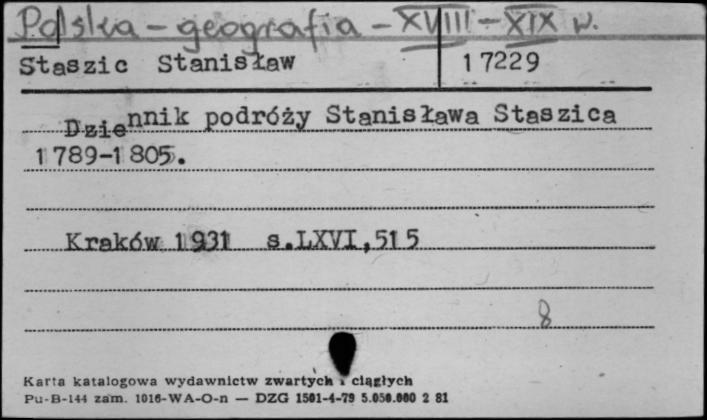 Polska - geografia - XVIII - XIX w.
Staszic Stanisław 17229
Dziennik podróży Stanisława Staszica
1789-1805.
Kraków 1931 s.LXVI,515
8
Karta katalogowa wydawnictw zwartych i ciągłych
Pu-B-144 zam. 1016-WA-O-n — DZG 1501-4-79 5.050.000 2 81